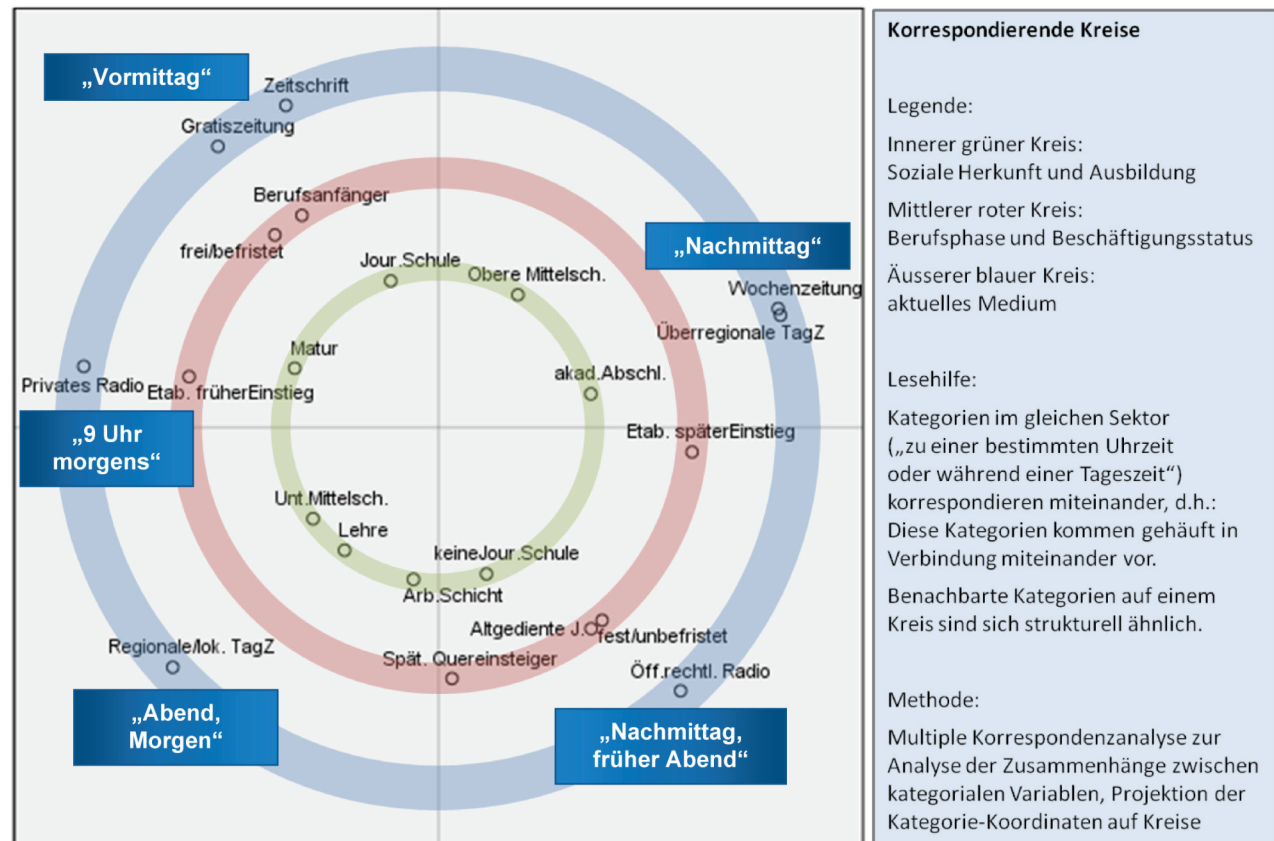 „Vormittag“
Zeitschrift
Gratiszeitung
Berufsanfänger
frei/befristet
Jour.Schule
Obere Mittelsch.
„Nachmittag“
Wochenzeitung
Überregionale TagZ
Matur
akad.Abschl.
Privates Radio
Etab. früherEinstieg
„9 Uhr
morgens“
Etab. späterEinstieg
Unt.Mittelsch.
Lehre
keineJour.Schule
Arb.Schicht
Altgediente J.
fest/unbefristet
Regionale/lok. TagZ
Spät. Quereinsteiger
Öff.rechtl. Radio
„Abend,
Morgen“
„Nachmittag,
früher Abend“
Korrespondierende Kreise
Legende:
Innerer grüner Kreis:
Soziale Herkunft und Ausbildung
Mittlerer roter Kreis:
Berufsphase und Beschäftigungsstatus
Äusserer blauer Kreis:
aktuelles Medium
Lesehilfe:
Kategorien im gleichen Sektor
(„zu einer bestimmten Uhrzeit
oder während einer Tageszeit“)
korrespondieren miteinander, d.h.:
Diese Kategorien kommen gehäuft in
Verbindung miteinander vor.
Benachbarte Kategorien auf einem
Kreis sind sich strukturell ähnlich.
Methode:
Multiple Korrespondenzanalyse zur
Analyse der Zusammenhänge zwischen
kategorialen Variablen, Projektion der
Kategorie-Koordinaten auf Kreise